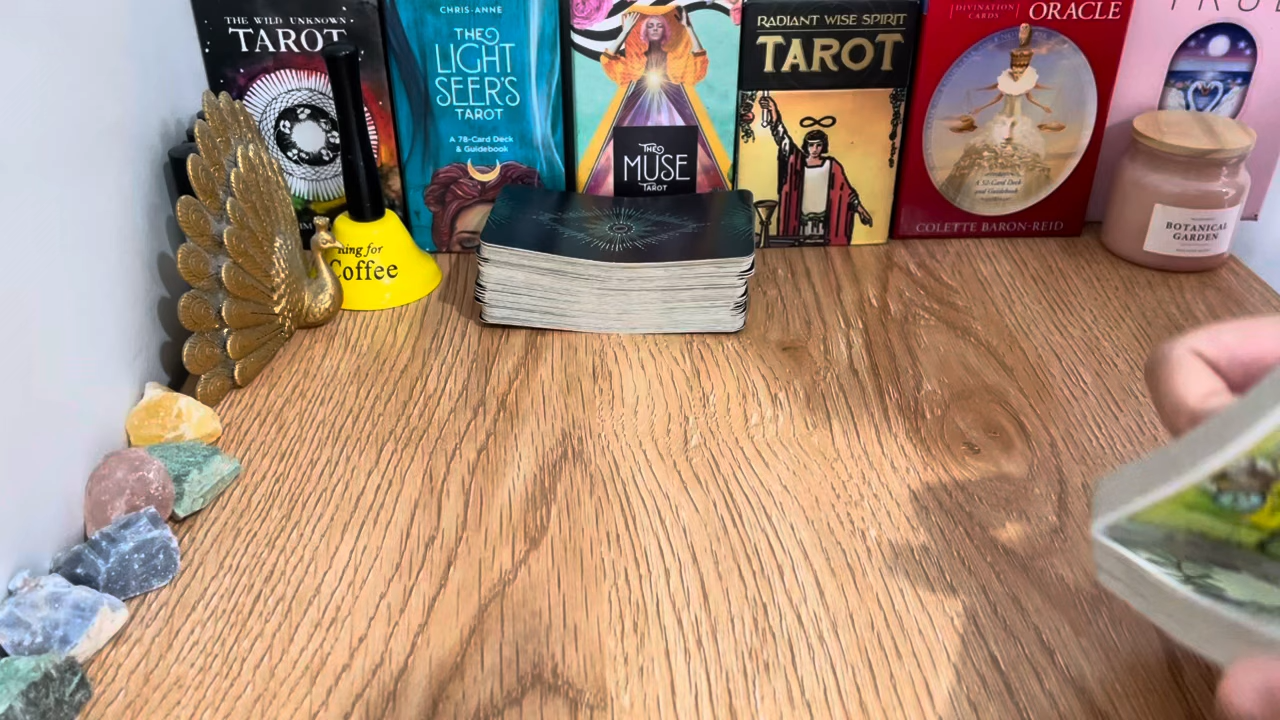 THE WILD UNKNOWN
TAROT
CHRIS-ANNE
THE
LIGHT
SEER'S
TAROT
A 78-Card Deck
& Guidebook
THE
MUSE
TAROT
RADIANT WISE SPIRIT
TAROT
DIVINATION
CARDS
ORACLE
A 52-Card Deck
and Guidebook
COLETTE BARON-REID
BOTANICAL
GARDEN
for
Coffee